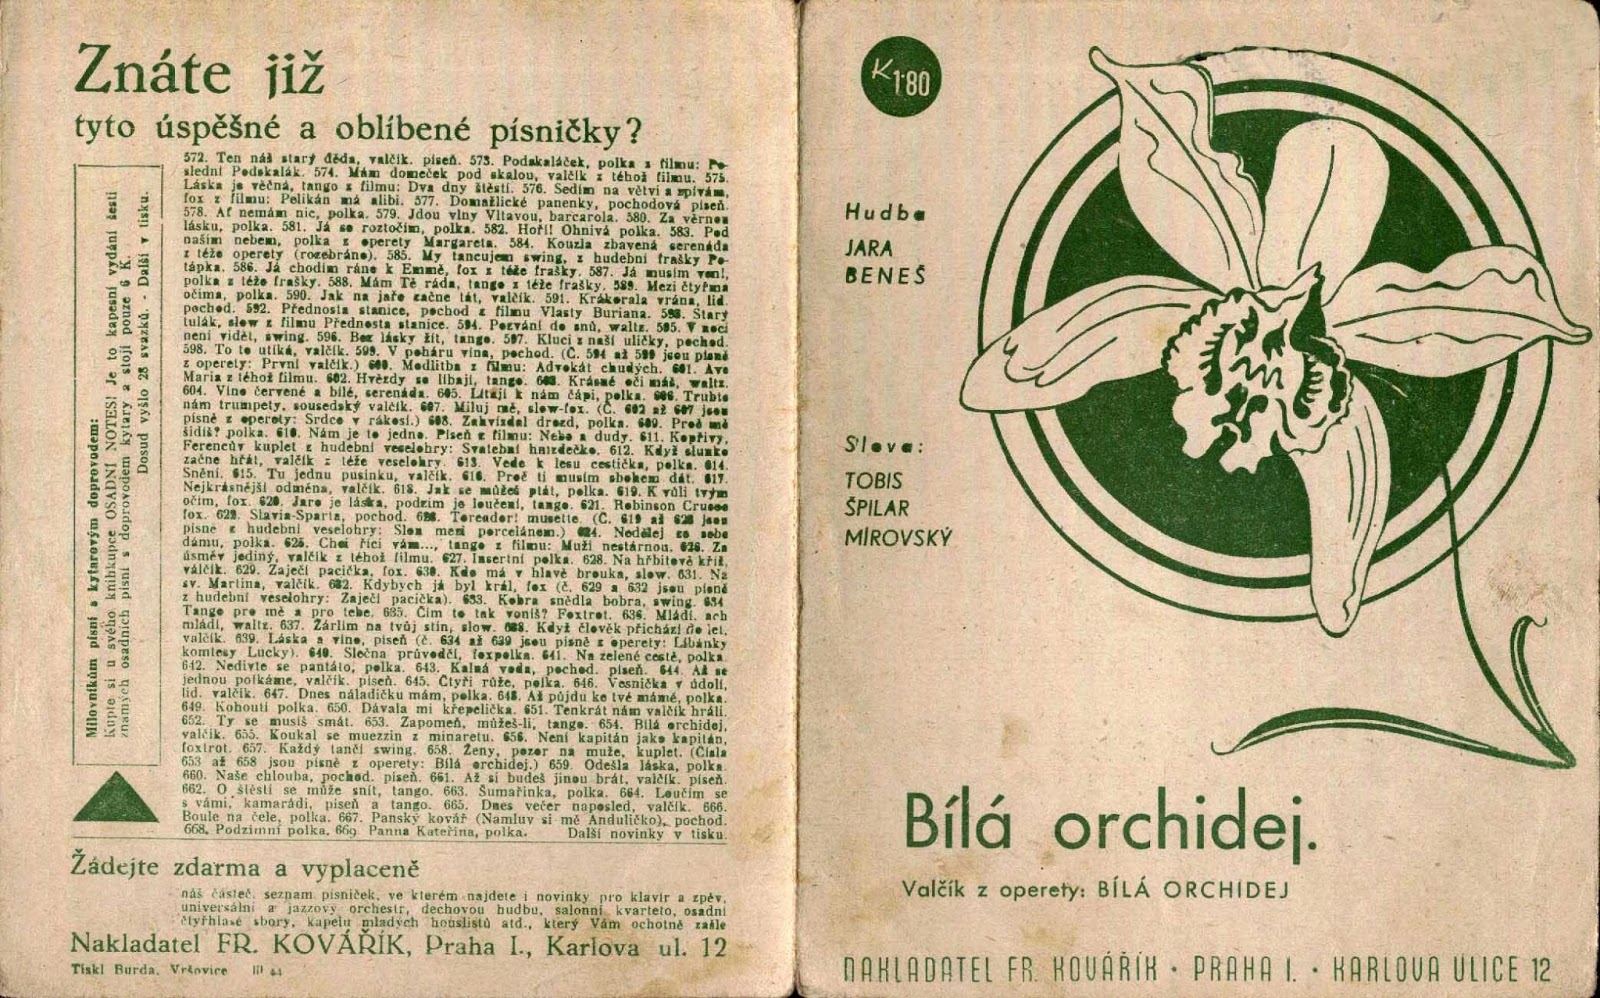 Znáte již
tyto úspěšné a oblíbené písničky?
Milovníkům písní s kytarovým doprovodem:
Kupte si u svého knihkupce OSADNÍ NOTES! Je to kapesní vydání šesti
známých osadních písní s doprovodem kytary a stojí pouze 6 K.
Dosud vyšlo 28 svazků. - Další v tisku.
572. Ten náš starý děda, valčík. píseň. 573. Podskaláček, polka z filmu: Po-
slední Podskalák. 574. Mám domeček pod skalou, valčík z téhož filmu. 575.
Láska je věčná, tango z filmu: Dva dny štěstí. 576. Sedím na větvi a zpívám,
fox z filmu: Pelikán má alibi. 577. Domažlické panenky, pochodová píseň.
578. Ať nemám nic, polka. 579. Jdou vlny Vltavou, barcarola. 580. Za věrnou
lásku, polka. 581. Já se roztočím, polka. 582. Hoří! Ohnivá polka. 583. Pod
naším nebem, polka z operety Margareta. 584. Kouzla zbavená serenáda
z téže operety (rozebráno). 585. My tancujem swing, z hudební frašky Po-
tápka. 586. Já chodím ráno k Emmě, fox z téže frašky. 587. Já musím ven!,
polka z téže frašky. 588. Mám Tě ráda, tango z téže frašky. 589. Mezi čtyřma
očima, polka. 590. Jak na jaře začne tát, valčík. 591. Krákorala vrána, lid.
pochod. 592. Přednosta stanice, pochod z filmu Vlasty Buriana. 593. Starý
tulák, slow z filmu Přednosta stanice. 594. Pozvání do snů, waltz. 595. V noci
není vidět, swing. 596. Bez lásky žít, tango. 597. Kluci z naší uličky, pochod.
598. To to utíká, valčík. 599. V poháru vína, pochod. (Č. 594 až 599 jsou písně
z operety: První valčík.) 600. Modlitba z filmu: Advokát chudých. 601. Ave
Maria z téhož filmu. 602. Hvězdy se líbají, tango. 603. Krásné oči máš, waltz.
604. Víno červené a bílé, serenáda. 605. Lítají k nám čápi, polka. 606. Trubte
nám trumpety, sousedský valčík. 607. Miluj mě, slow-fox. (Č. 602 až 607 jsou
písně z operety: Srdce v rákosí.) 608. Zahvízdal drozd, polka. 609. Proč mě
šidíš? polka. 610. Nám je to jedno. Píseň z filmu: Nebe a dudy. 611. Kopřivy,
Ferencův kuplet z hudební veselohry: Svatební hnízdečko. 612. Když slunko
začne hřát, valčík z téže veselohry. 613. Vede k lesu cestička, polka. 614.
Snění. 615. Tu jednu pusinku, valčík. 616. Proč ti musím sbohem dát. 617.
Nejkrásnější odměna, valčík. 618. Jak se můžeš ptát, polka. 619. K vůli tvým
očím, fox. 620. Jaro je láska, podzim je loučení, tango. 621. Robinson Crusoe
fox. 622. Slavia-Sparta, pochod. 623. Toreador! musette. (Č. 619 až 623 jsou
písně z hudební veselohry: Slon mezi porcelánem.) 624. Nedělej ze sebe
dámu, polka. 625. Chci říci vám..., tango z filmu: Muži nestárnou. 626. Za
úsměv jediný, valčík z téhož filmu. 627. Insertní polka. 628. Na hřbitově kříž,
valčík. 629. Zaječí pacička, fox. 630. Kdo má v hlavě brouka, slow. 631. Na
sv. Martina, valčík. 632. Kdybych já byl král, fox (č. 629 a 632 jsou písně
z hudební veselohry: Zaječí pacička). 633. Kobra snědla bobra, swing. 634
Tango pro mě a pro tebe. 635. Čím to tak voníš? Foxtrot. 636. Mládí, ach
mládí, waltz. 637. Žárlím na tvůj stín, slow. 638. Když člověk přichází do let,
valčík. 639. Láska a víno, píseň (č. 634 až 639 jsou písně z operety: Líbánky
komtesy Lucky). 640. Slečna průvodčí, foxpolka. 641. Na zelené cestě, polka
642. Nedivte se pantáto, polka. 643. Kalná voda, pochod. píseň. 644. Až se
jednou potkáme, valčík. píseň. 645. Čtyři růže, polka. 646. Vesnička v údolí,
lid. valčík. 647. Dnes náladičku mám, polka. 648. Až půjdu ke tvé mámě, polka.
649. Kohoutí polka. 650. Dávala mi křepelička. 651. Tenkrát nám valčík hráli.
652. Ty se musíš smát. 653. Zapomeň, můžeš-li, tango. 654. Bílá orchidej,
valčík. 655. Koukal se muezzin z minaretu. 656. Není kapitán jako kapitán,
foxtrot. 657. Každý tančí swing. 658. Ženy, pozor na muže, kuplet. (Čísla
653 až 658 jsou písně z operety: Bílá orchidej.) 659. Odešla láska, polka.
660. Naše chlouba, pochod. píseň. 661. Až si budeš jinou brát, valčík. píseň.
662. O štěstí se může snít, tango. 663. Šumařinka, polka. 664. Loučím se
s vámi, kamarádi, píseň a tango. 665. Dnes večer naposled, valčík. 666.
Boule na čele, polka. 667. Panský kovář (Namluv si mě Anduličko), pochod.
668. Podzimní polka. 669 Panna Kateřina, polka. Další novinky v tisku.
Žádejte zdarma a vyplaceně
náš částeč. seznam písniček, ve kterém najdete i novinky pro klavír a zpěv,
universální a jazzový orchestr, dechovou hudbu, salonní kvarteto, osadní
čtyřhlasé sbory, kapelu mladých houslistů atd., který Vám ochotně zašle
Nakladatel FR. KOVÁŘÍK, Praha I., Karlova ul. 12
Tiskl Burda, Vršovice
K 1·80
Hudba
JARA
BENEŠ
Slova:
TOBIS
ŠPILAR
MÍROVSKÝ
Bílá orchidej.
Valčík z operety: BÍLÁ ORCHIDEJ
NAKLADATEL FR. KOVÁŘÍK · PRAHA I. · KARLOVA ULICE 12